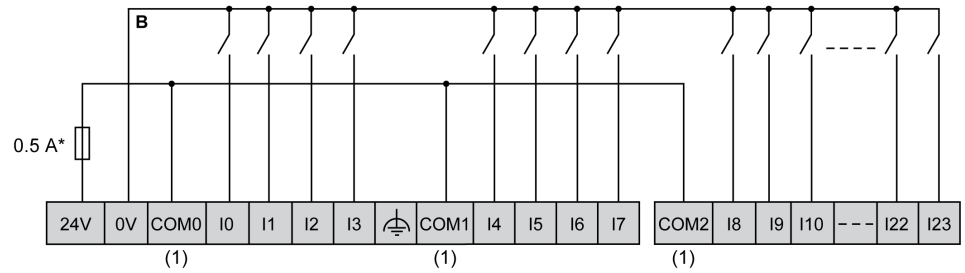 B
0.5 A*
24V 0V COM0 I0 I1 I2 I3 COM1 I4 I5 I6 I7 COM2 I8 I9 I10 I22 I23
(1) (1) (1)